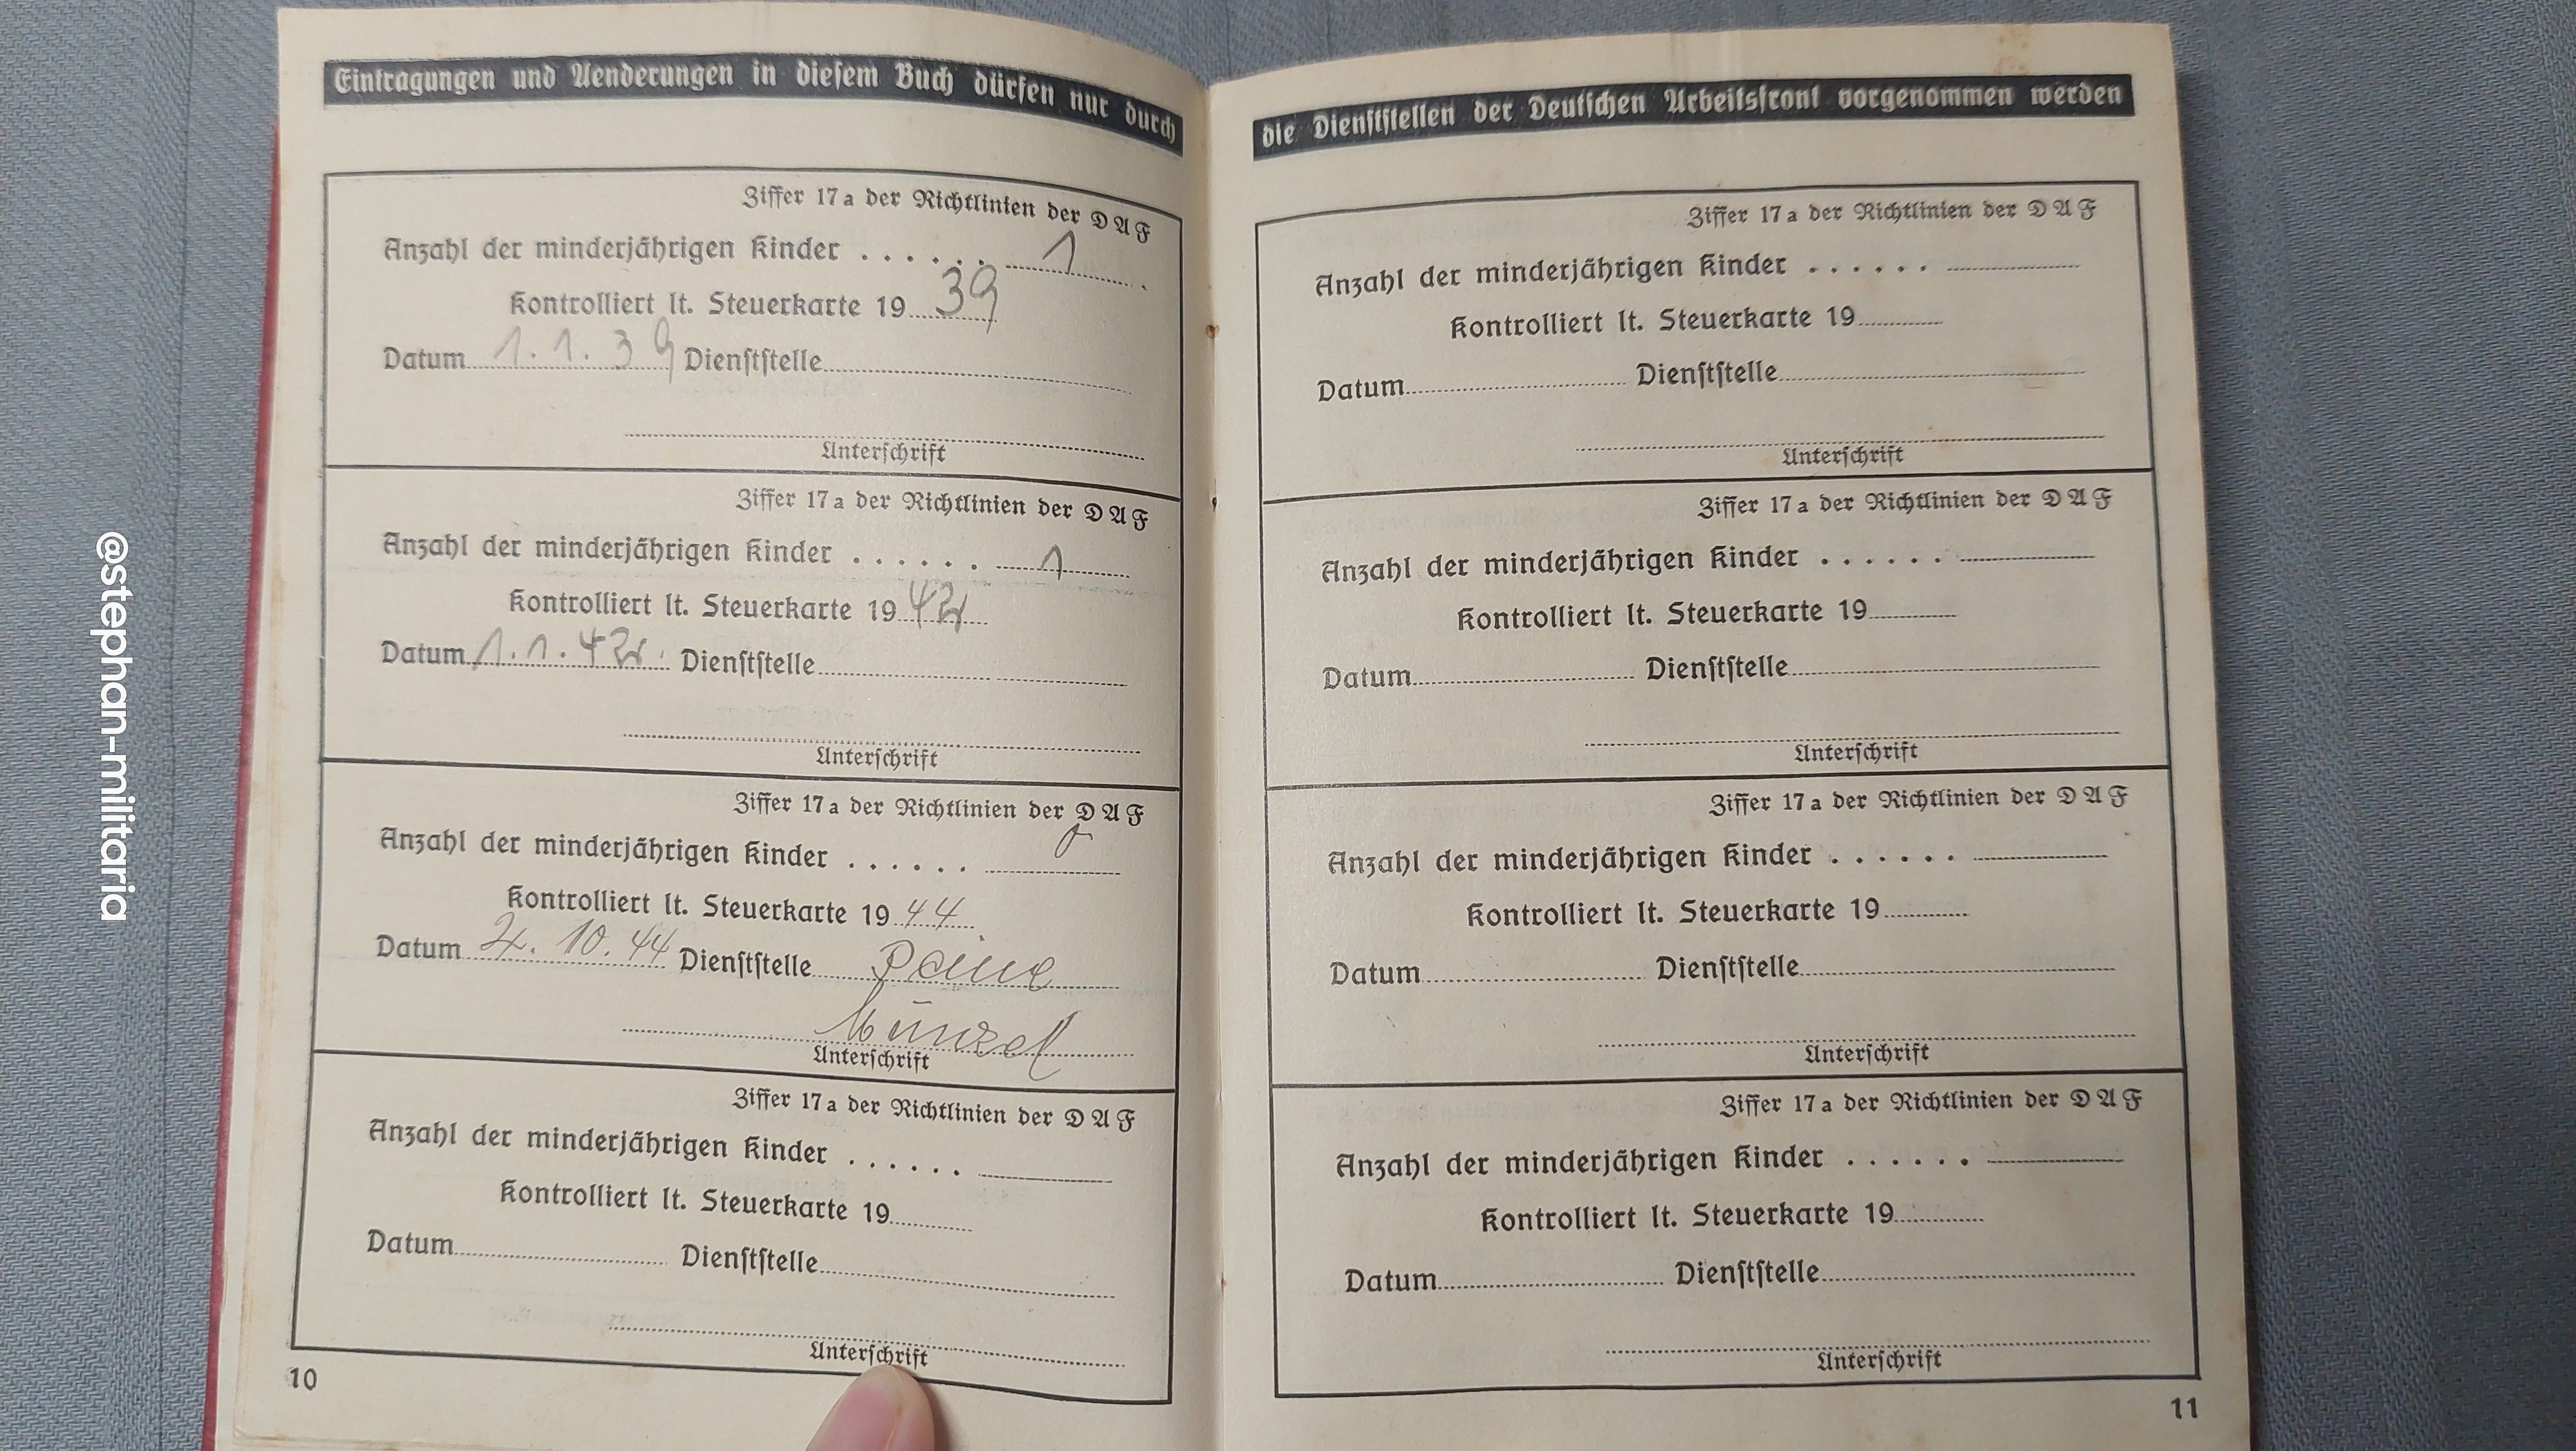 Eintragungen und Aenderungen in diesem Buch dürfen nur durch
Ziffer 17a der Richtlinien der DAF
Anzahl der minderjährigen Kinder . . . . . . 1
Kontrolliert lt. Steuerkarte 1939
Datum 1.1.39 Dienststelle
Unterschrift
Ziffer 17a der Richtlinien der DAF
Anzahl der minderjährigen Kinder . . . . . . 1
Kontrolliert lt. Steuerkarte 1942
Datum 1.1.42. Dienststelle
Unterschrift
Ziffer 17a der Richtlinien der DAF
Anzahl der minderjährigen Kinder . . . . . .
Kontrolliert lt. Steuerkarte 1944
Datum 4.10.44 Dienststelle
Unterschrift
Ziffer 17a der Richtlinien der DAF
Anzahl der minderjährigen Kinder . . . . . .
Kontrolliert lt. Steuerkarte 19
Datum Dienststelle
Unterschrift
10
die Dienststellen der Deutschen Arbeitsfront vorgenommen werden
Ziffer 17a der Richtlinien der DAF
Anzahl der minderjährigen Kinder . . . . . .
Kontrolliert lt. Steuerkarte 19
Datum Dienststelle
Unterschrift
Ziffer 17a der Richtlinien der DAF
Anzahl der minderjährigen Kinder . . . . . .
Kontrolliert lt. Steuerkarte 19
Datum Dienststelle
Unterschrift
Ziffer 17a der Richtlinien der DAF
Anzahl der minderjährigen Kinder . . . . . .
Kontrolliert lt. Steuerkarte 19
Datum Dienststelle
Unterschrift
Ziffer 17a der Richtlinien der DAF
Anzahl der minderjährigen Kinder . . . . . .
Kontrolliert lt. Steuerkarte 19
Datum Dienststelle
Unterschrift
11
@stephan-militaria